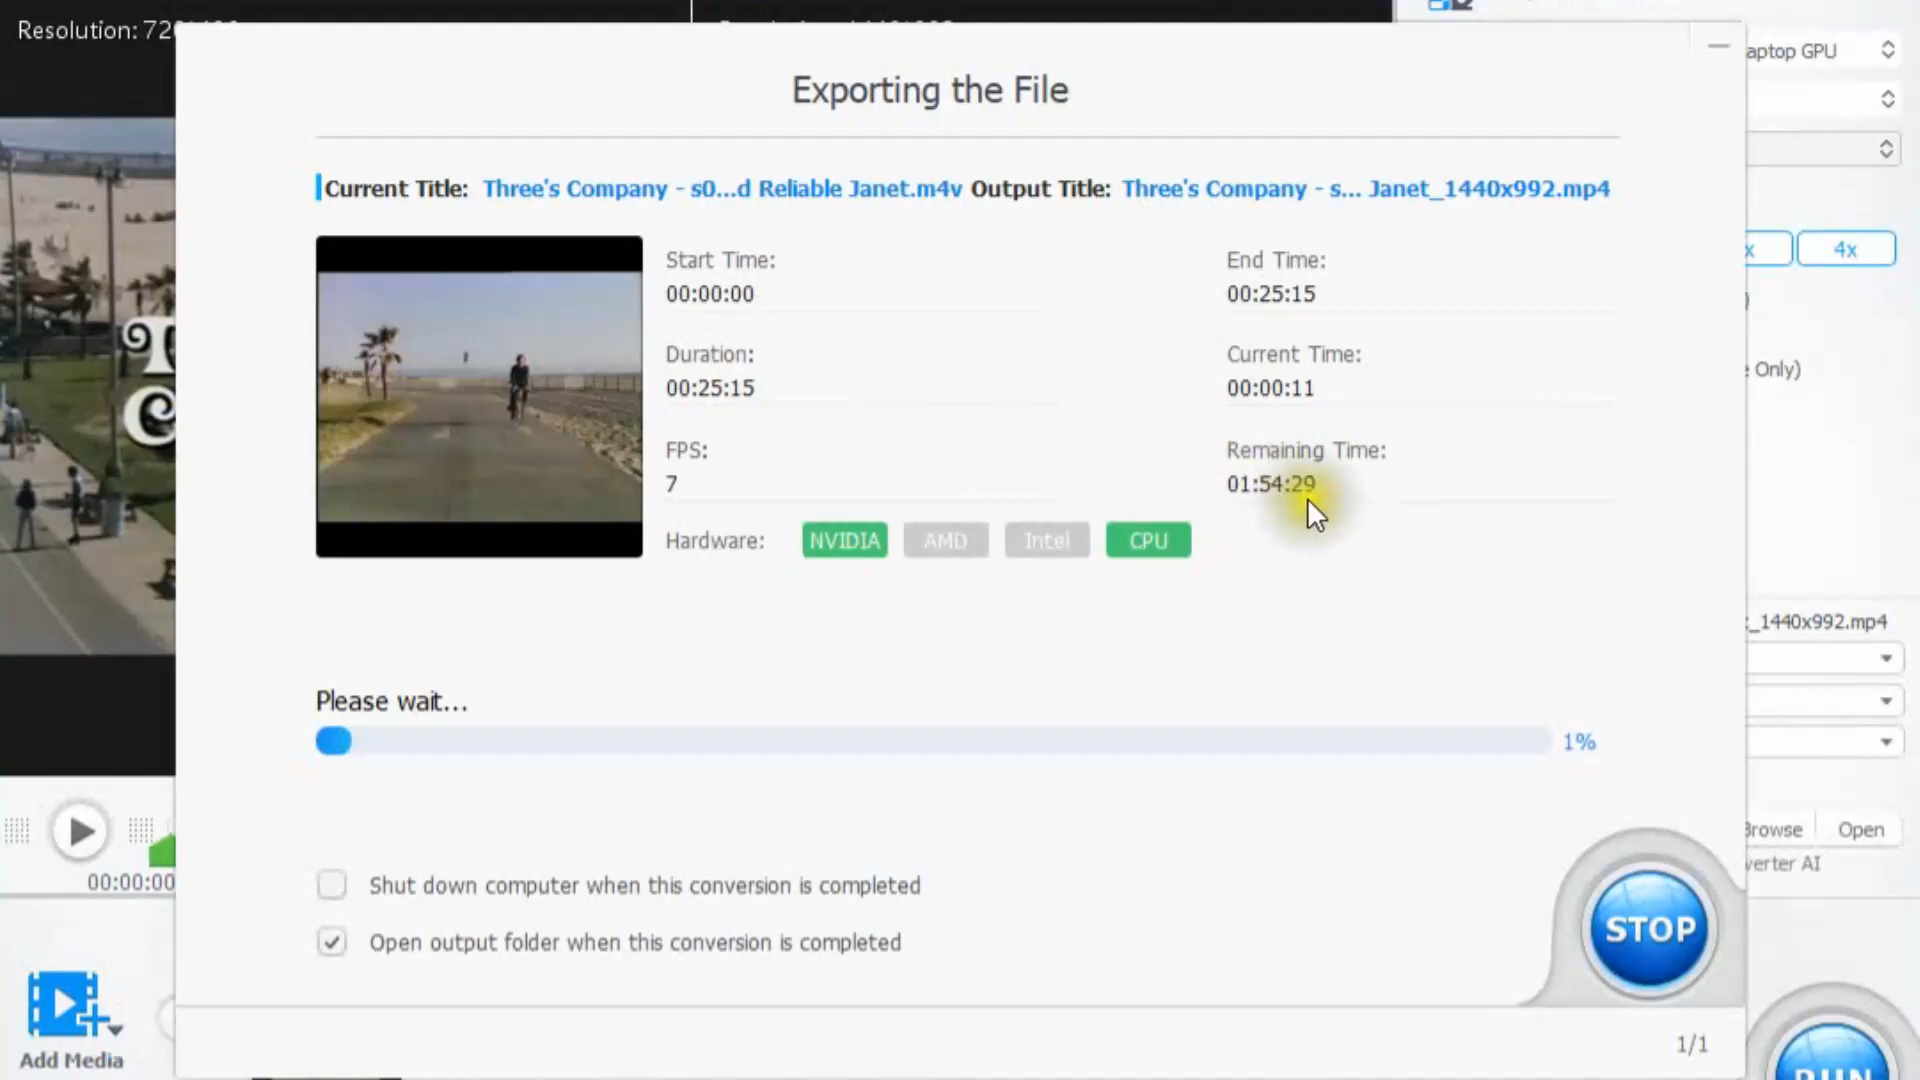 Resolution: 720
aptop GPU
Exporting the File
Current Title: Three's Company - s0...d Reliable Janet.m4v Output Title: Three's Company - s... Janet_1440x992.mp4
x 4x
Start Time:
00:00:00
End Time:
00:25:15
Duration:
00:25:15
Current Time:
00:00:11
Only)
FPS:
7
Remaining Time:
01:54:29
Hardware: NVIDIA AMD Intel CPU
_1440x992.mp4
Please wait...
1%
Browse Open
verter AI
00:00:00
Shut down computer when this conversion is completed
Open output folder when this conversion is completed
STOP
Add Media
1/1
RUN